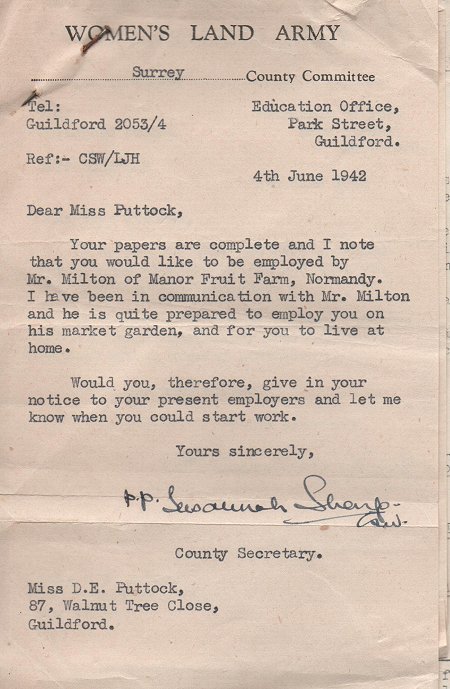 WOMEN'S LAND ARMY
Surrey County Committee
Tel: Education Office,
Guildford 2053/4 Park Street,
Guildford.
Ref:- CSW/LJH
4th June 1942
Dear Miss Puttock,
Your papers are complete and I note
that you would like to be employed by
Mr. Milton of Manor Fruit Farm, Normandy.
I have been in communication with Mr. Milton
and he is quite prepared to employ you on
his market garden, and for you to live at
home.
Would you, therefore, give in your
notice to your present employers and let me
know when you could start work.
Yours sincerely,
p.p. Susannah Sharp
County Secretary.
Miss D.E. Puttock,
87, Walnut Tree Close,
Guildford.